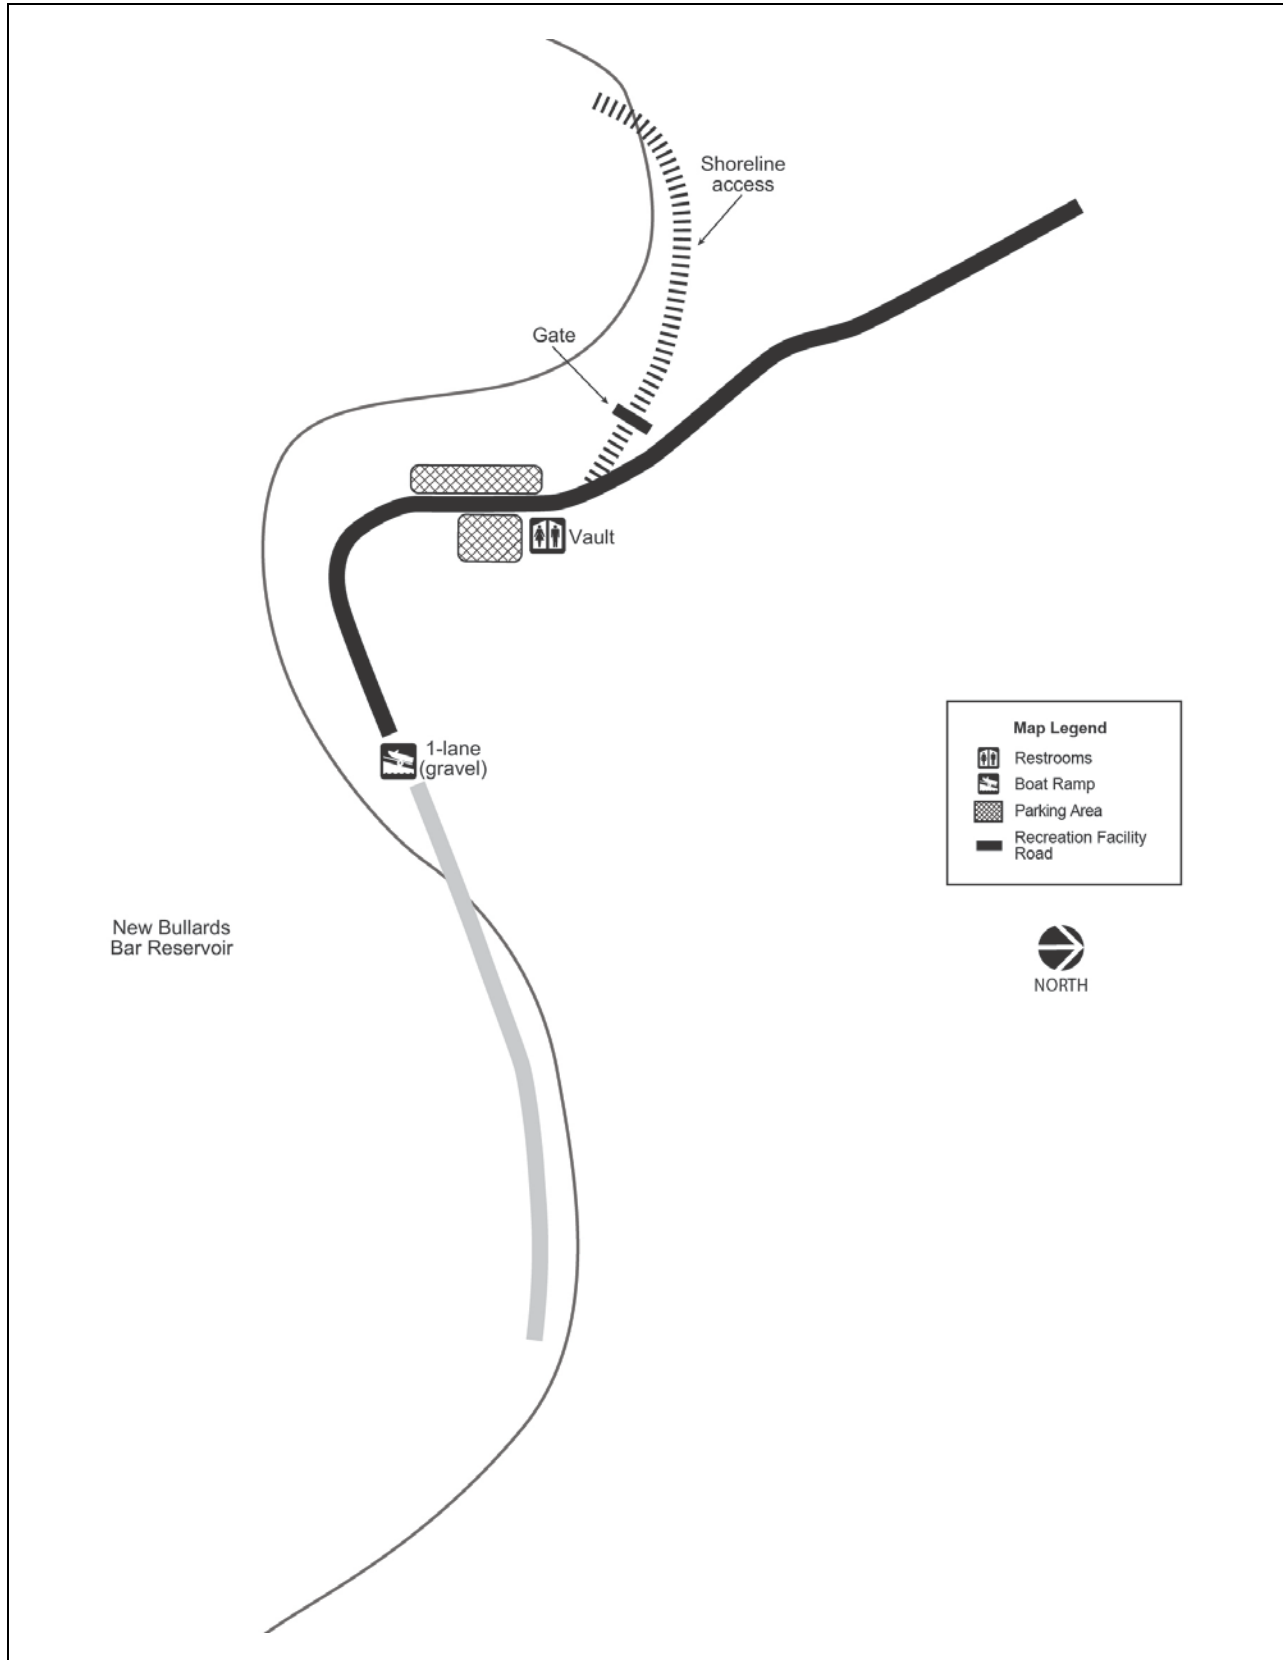 Shoreline
access
Gate
Vault
1-lane
(gravel)
Map Legend
Restrooms
Boat Ramp
Parking Area
Recreation Facility
Road
New Bullards
Bar Reservoir
NORTH